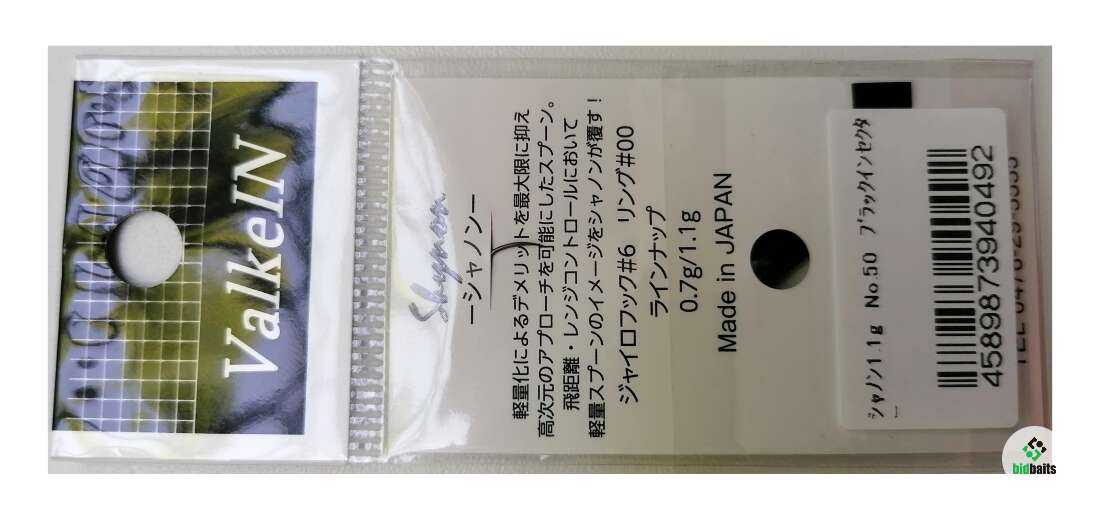 ValkeIN
Shynon
ーシャノンー
軽量化によるデメリットを最大限に抑え
高次元のアプローチを可能にしたスプーン。
飛距離・レンジコントロールにおいて
軽量スプーンのイメージをシャノンが覆す！
ジャイロフック#6 リング#00
ラインナップ
0.7g/1.1g
Made in JAPAN
シャノン1.1g No.50 ブラックインセクタ
ー
4589873940492
bidbaits